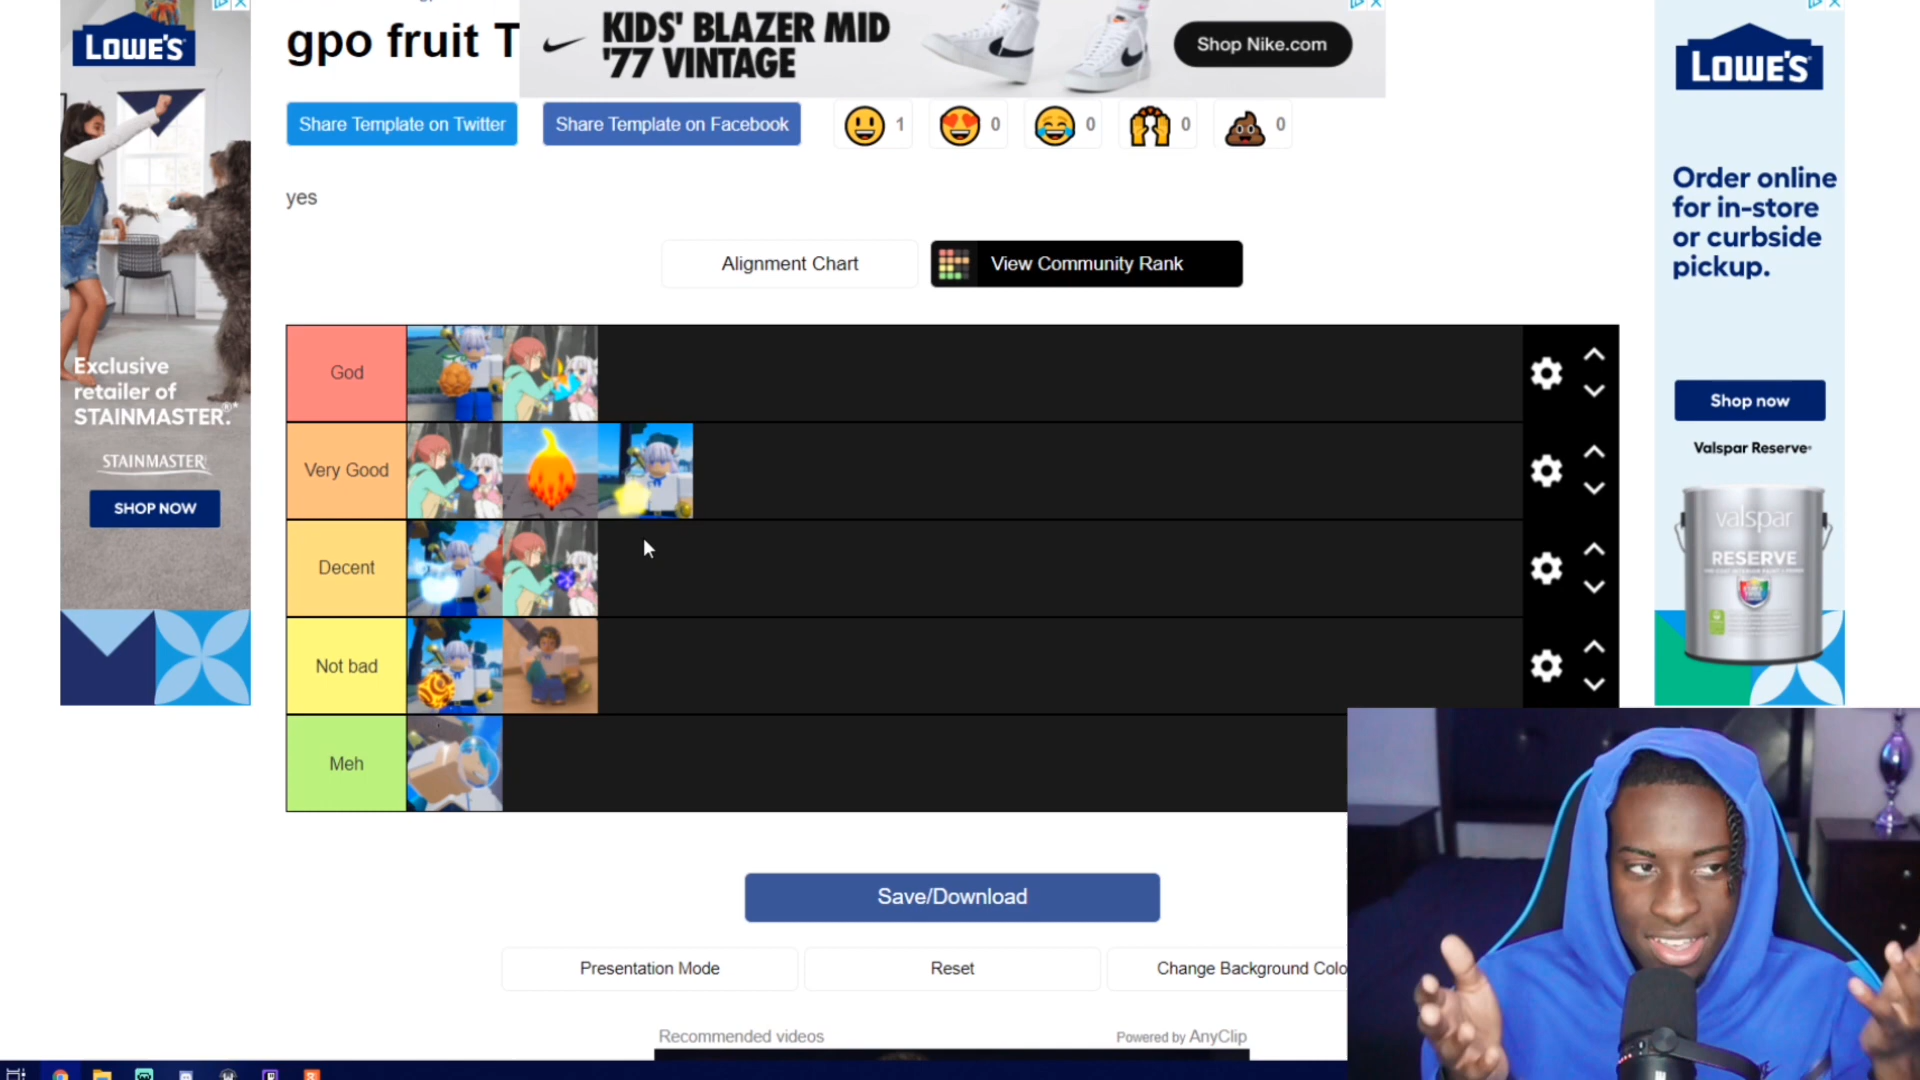 LOWE'S
gpo fruit T
KIDS' BLAZER MID
'77 VINTAGE
Shop Nike.com
LOWE'S
Share Template on Twitter
Share Template on Facebook
1
0
0
0
0
yes
Alignment Chart
View Community Rank
Order online
for in-store
or curbside
pickup.
Shop now
Valspar Reserve®
valspar
RESERVE
Exclusive
retailer of
STAINMASTER.®*
STAINMASTER
SHOP NOW
God
Very Good
Decent
Not bad
Meh
Save/Download
Presentation Mode
Reset
Change Background Colo
Recommended videos
Powered by AnyClip